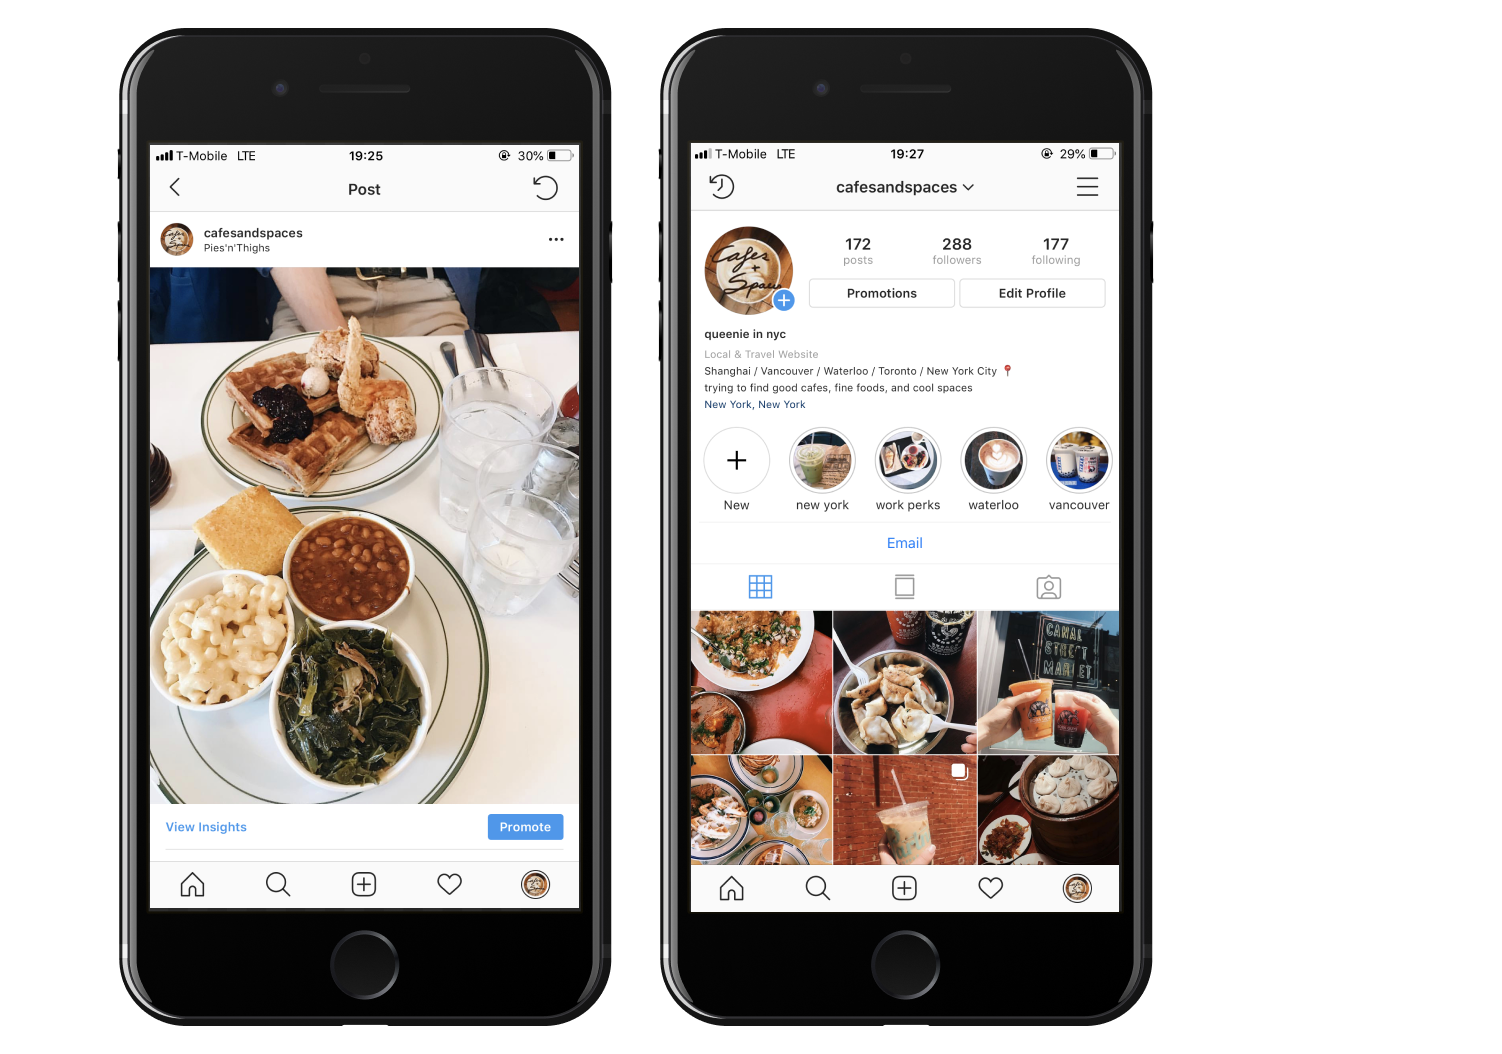 T-Mobile LTE 19:25 30%
Post
cafesandspaces
Pies'n'Thighs
View Insights Promote
T-Mobile LTE 19:27 29%
cafesandspaces
Cafes
+
Spaces
172 288 177
posts followers following
Promotions Edit Profile
queenie in nyc
Local & Travel Website
Shanghai / Vancouver / Waterloo / Toronto / New York City 📍
trying to find good cafes, fine foods, and cool spaces
New York, New York
New new york work perks waterloo vancouver
Email
CANAL
STREET
MARKET